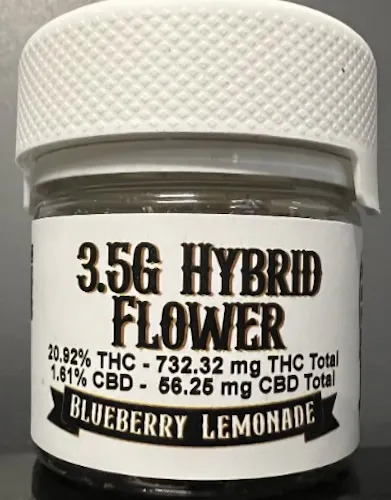 3.5G HYBRID
FLOWER
20.92% THC - 732.32 mg THC Total
1.61% CBD - 56.25 mg CBD Total
BLUEBERRY LEMONADE